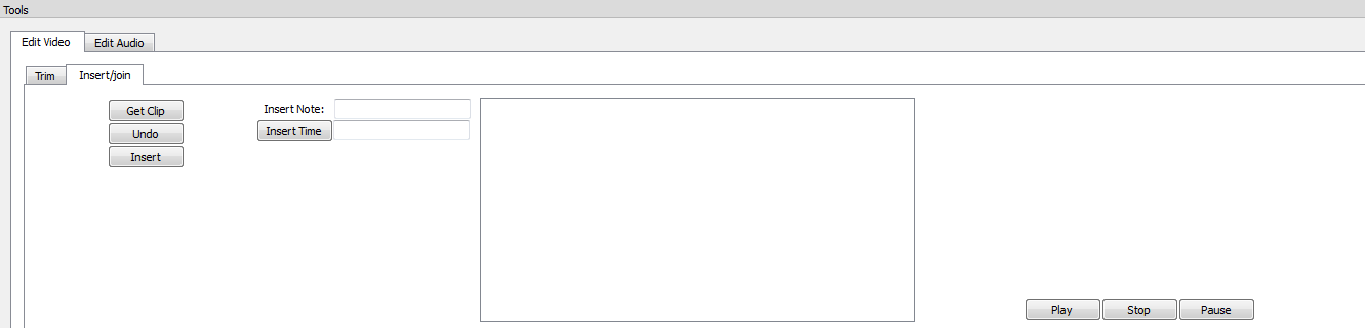 Tools
Edit Video Edit Audio
Trim Insert/join
Get Clip Insert Note:
Undo Insert Time
Insert
Play Stop Pause